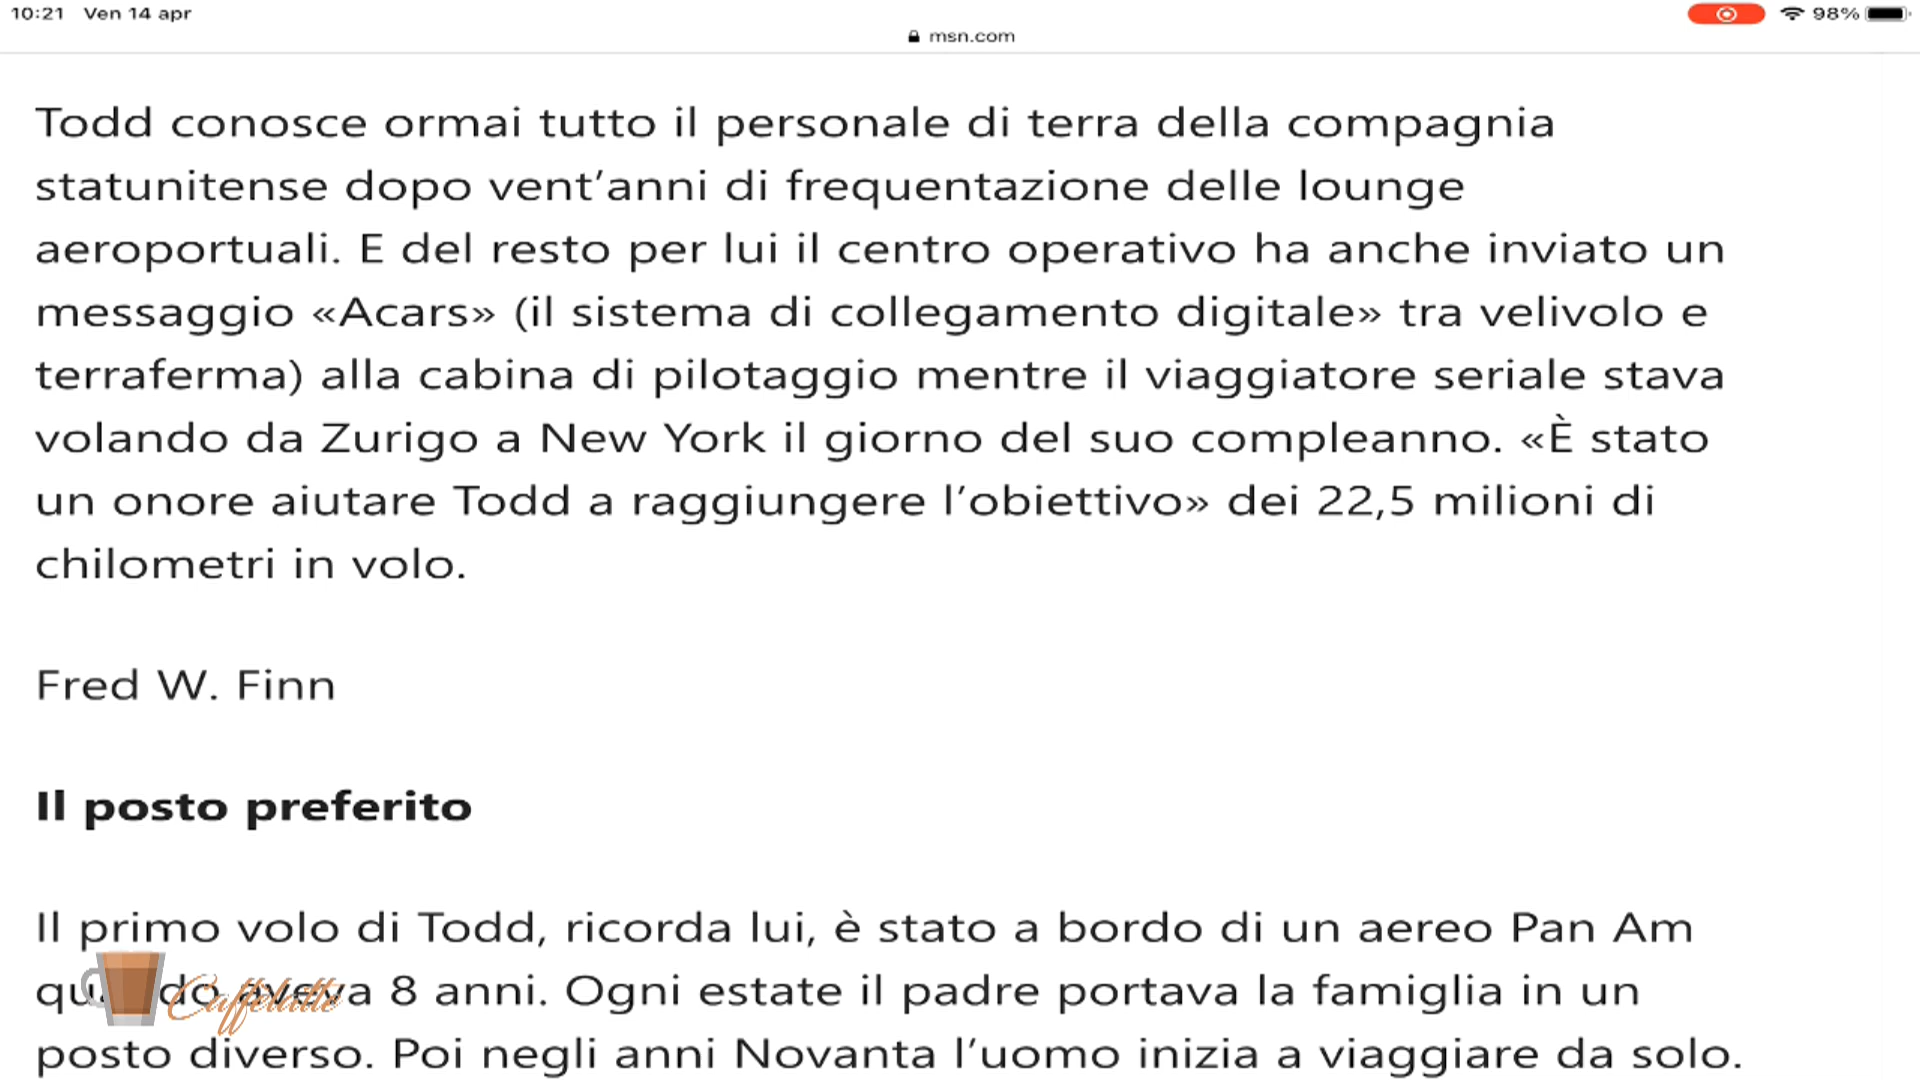 10:21 Ven 14 apr
98%
msn.com
Todd conosce ormai tutto il personale di terra della compagnia
statunitense dopo vent’anni di frequentazione delle lounge
aeroportuali. E del resto per lui il centro operativo ha anche inviato un
messaggio «Acars» (il sistema di collegamento digitale» tra velivolo e
terraferma) alla cabina di pilotaggio mentre il viaggiatore seriale stava
volando da Zurigo a New York il giorno del suo compleanno. «È stato
un onore aiutare Todd a raggiungere l’obiettivo» dei 22,5 milioni di
chilometri in volo.
Fred W. Finn
Il posto preferito
Il primo volo di Todd, ricorda lui, è stato a bordo di un aereo Pan Am
quando aveva 8 anni. Ogni estate il padre portava la famiglia in un
Caffelatte
posto diverso. Poi negli anni Novanta l’uomo inizia a viaggiare da solo.